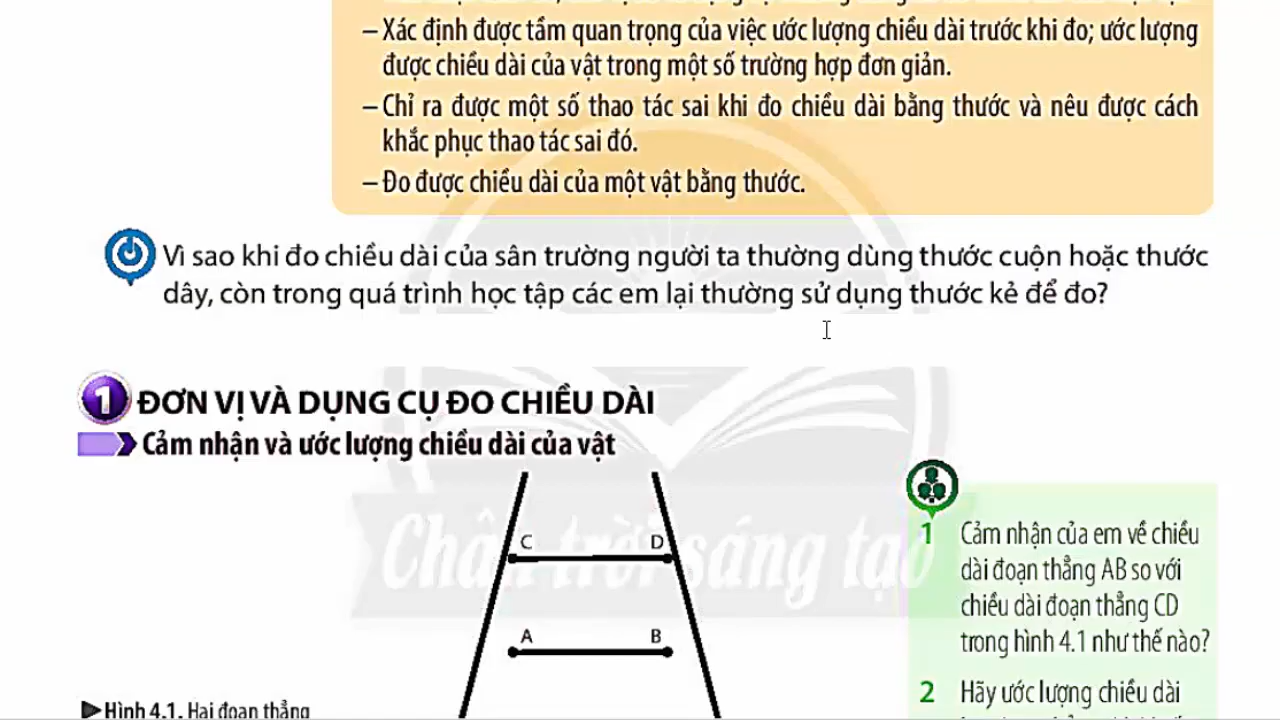 – Xác định được tầm quan trọng của việc ước lượng chiều dài trước khi đo; ước lượng
được chiều dài của vật trong một số trường hợp đơn giản.
– Chỉ ra được một số thao tác sai khi đo chiều dài bằng thước và nêu được cách
khắc phục thao tác sai đó.
– Đo được chiều dài của một vật bằng thước.
Vì sao khi đo chiều dài của sân trường người ta thường dùng thước cuộn hoặc thước
dây, còn trong quá trình học tập các em lại thường sử dụng thước kẻ để đo?
1 ĐƠN VỊ VÀ DỤNG CỤ ĐO CHIỀU DÀI
Cảm nhận và ước lượng chiều dài của vật
C D
A B
Hình 4.1. Hai đoạn thẳng
Chân trời sáng tạo
1 Cảm nhận của em về chiều
dài đoạn thẳng AB so với
chiều dài đoạn thẳng CD
trong hình 4.1 như thế nào?
2 Hãy ước lượng chiều dài